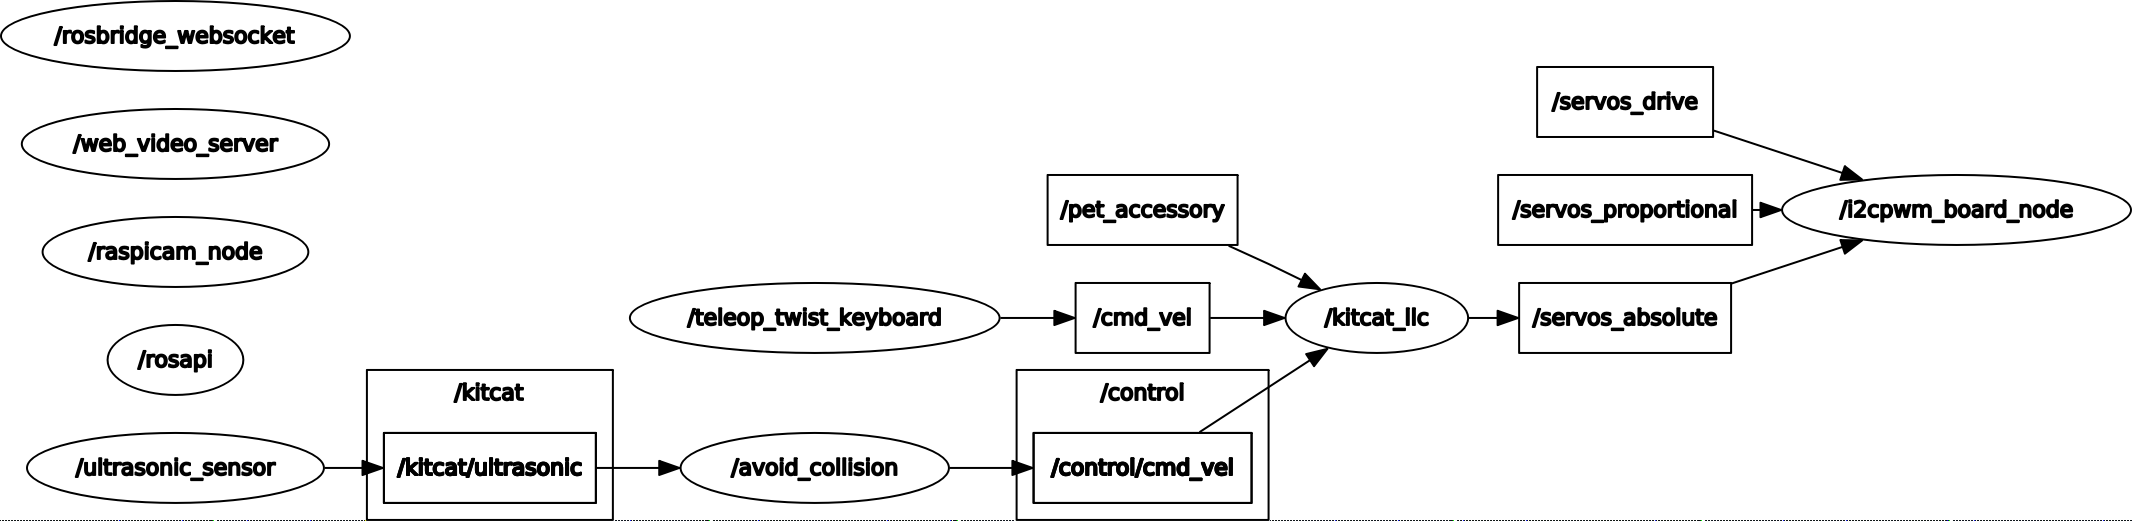 /rosbridge_websocket
/web_video_server
/raspicam_node
/rosapi
/ultrasonic_sensor
/kitcat
/kitcat/ultrasonic
/teleop_twist_keyboard
/avoid_collision
/pet_accessory
/cmd_vel
/control
/control/cmd_vel
/kitcat_llc
/servos_drive
/servos_proportional
/servos_absolute
/i2cpwm_board_node